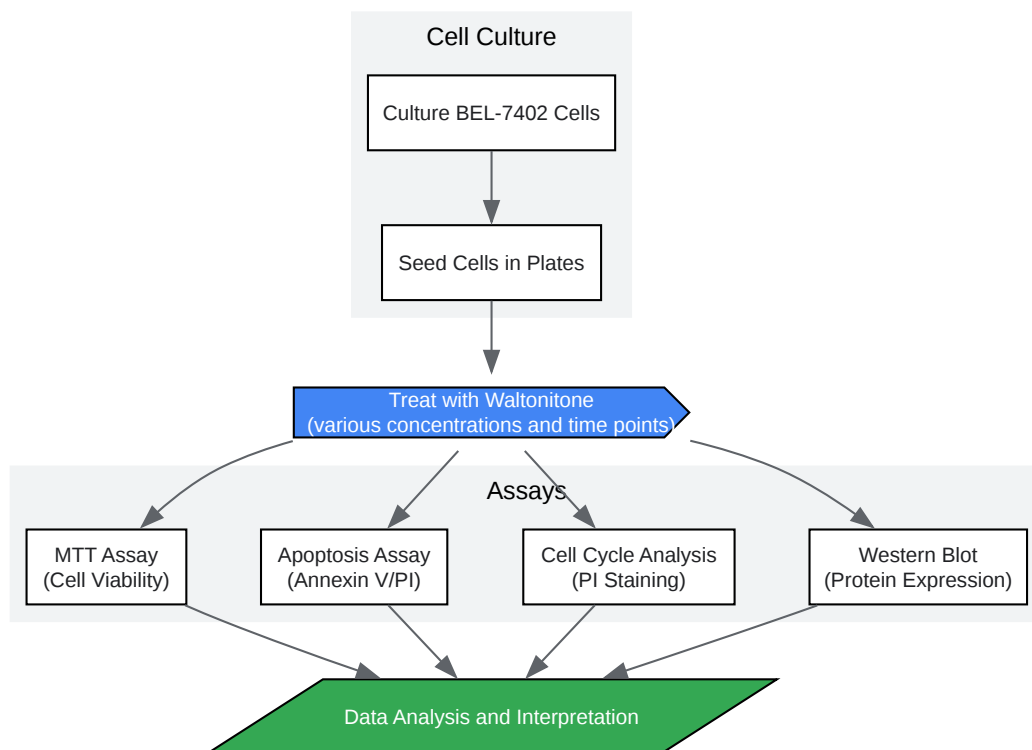 Cell Culture
Culture BEL-7402 Cells
Seed Cells in Plates
Treat with Waltonitone
(various concentrations and time points)
Assays
MTT Assay
(Cell Viability)
Apoptosis Assay
(Annexin V/PI)
Cell Cycle Analysis
(PI Staining)
Western Blot
(Protein Expression)
Data Analysis and Interpretation